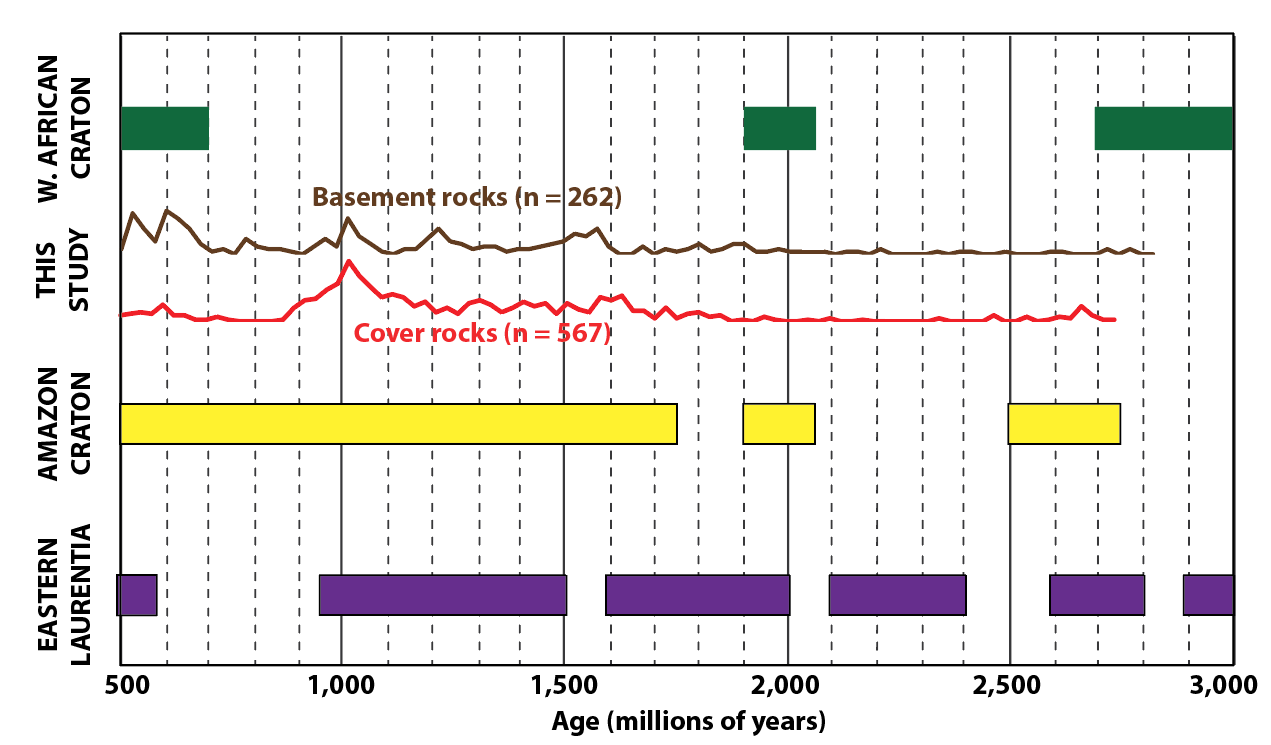 W. AFRICAN
CRATON
Basement rocks (n = 262)
THIS
STUDY
Cover rocks (n = 567)
AMAZON
CRATON
EASTERN
LAURENTIA
500 1,000 1,500 2,000 2,500 3,000
Age (millions of years)